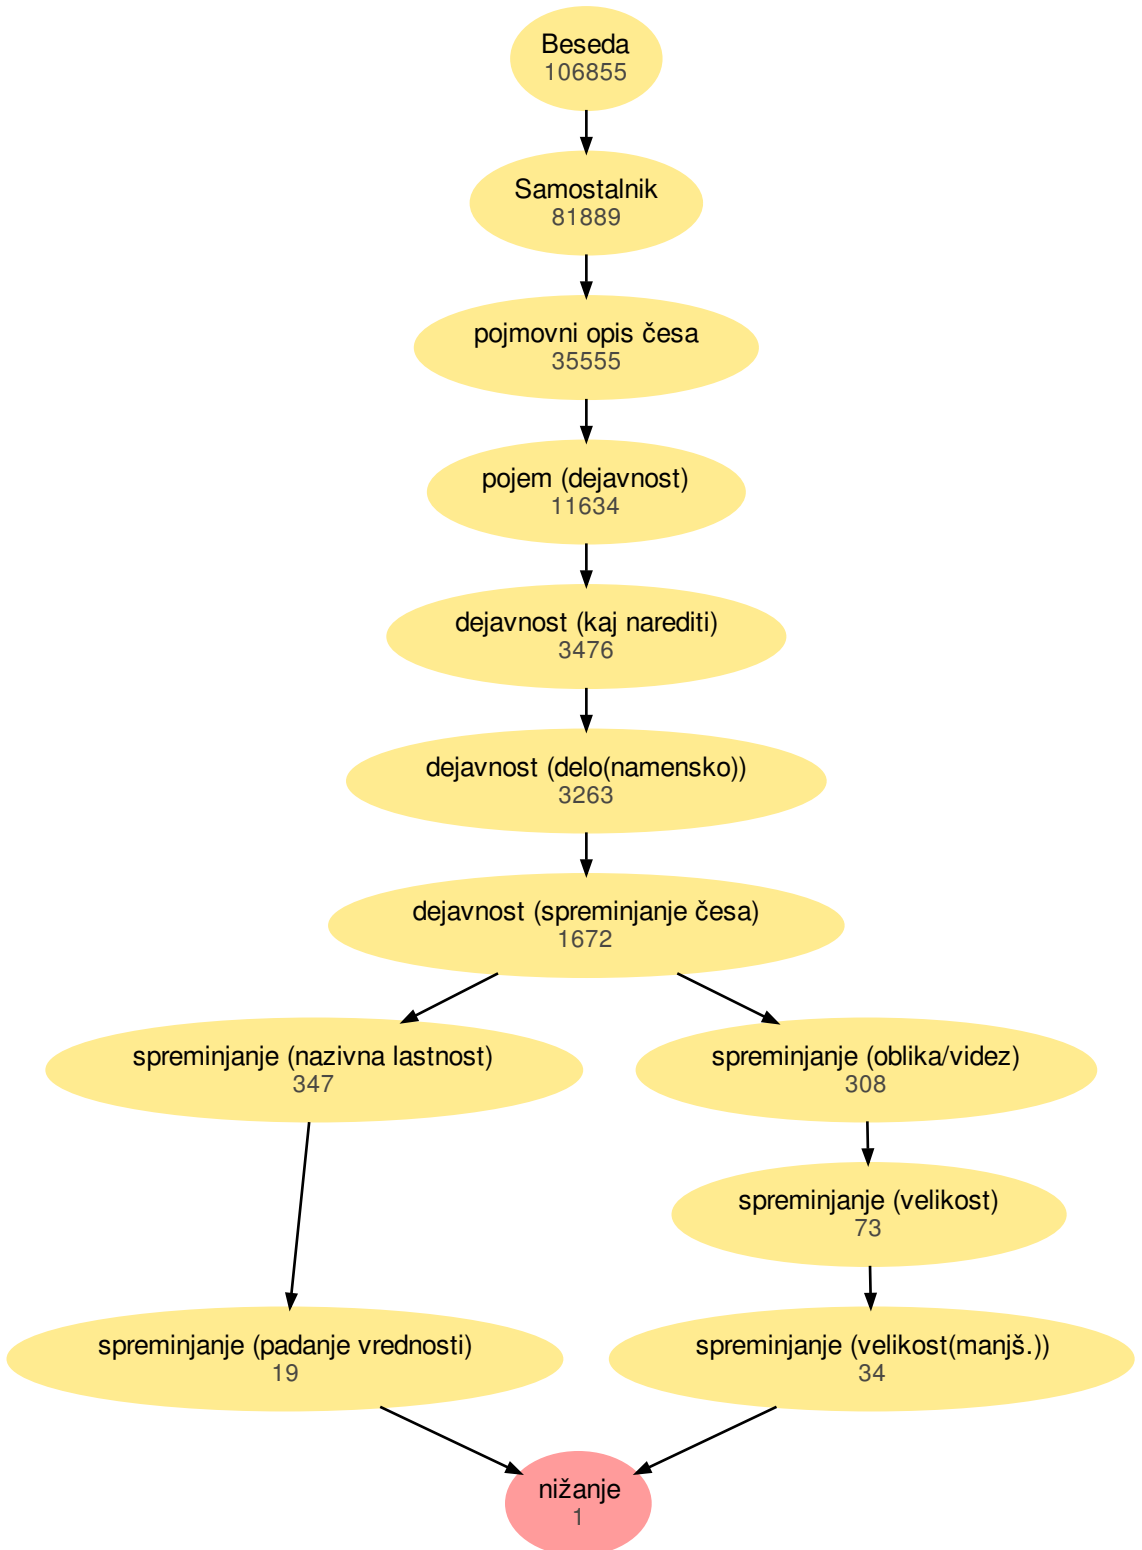 Beseda
106855
Samostalnik
81889
pojmovni opis česa
35555
pojem (dejavnost)
11634
dejavnost (kaj narediti)
3476
dejavnost (delo(namensko))
3263
dejavnost (spreminjanje česa)
1672
spreminjanje (nazivna lastnost)
347
spreminjanje (oblika/videz)
308
spreminjanje (velikost)
73
spreminjanje (padanje vrednosti)
19
spreminjanje (velikost(manjš.))
34
nižanje
1